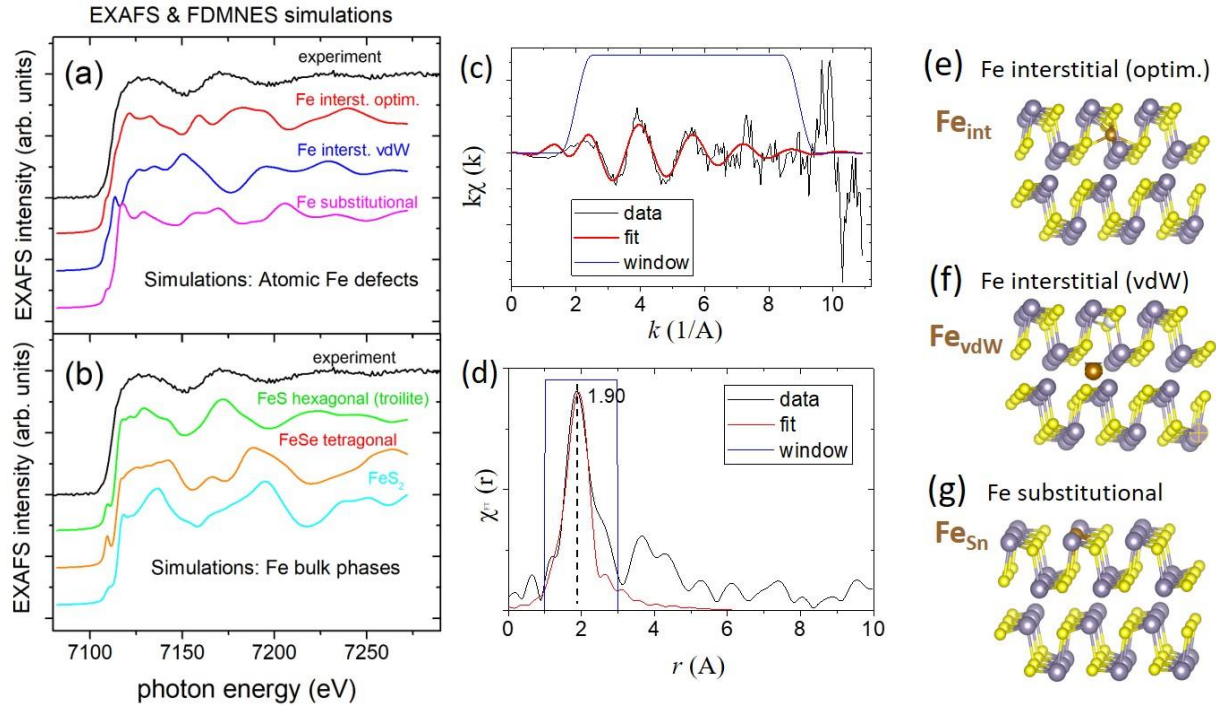 EXAFS & FDMNES simulations
(a)
experiment
Fe interst. optim.
Fe interst. vdW
Fe substitutional
Simulations: Atomic Fe defects
EXAFS intensity (arb. units)
(b)
experiment
FeS hexagonal (troilite)
FeSe tetragonal
FeS₂
Simulations: Fe bulk phases
EXAFS intensity (arb. units)
7100 7150 7200 7250
photon energy (eV)
(c)
kχ (k)
data
fit
window
0 2 4 6 8 10
k (1/A)
(d)
1.90
data
fit
window
χFT (r)
0 2 4 6 8 10
r (A)
(e) Fe interstitial (optim.)
Feint
(f) Fe interstitial (vdW)
FevdW
(g) Fe substitutional
FeSn